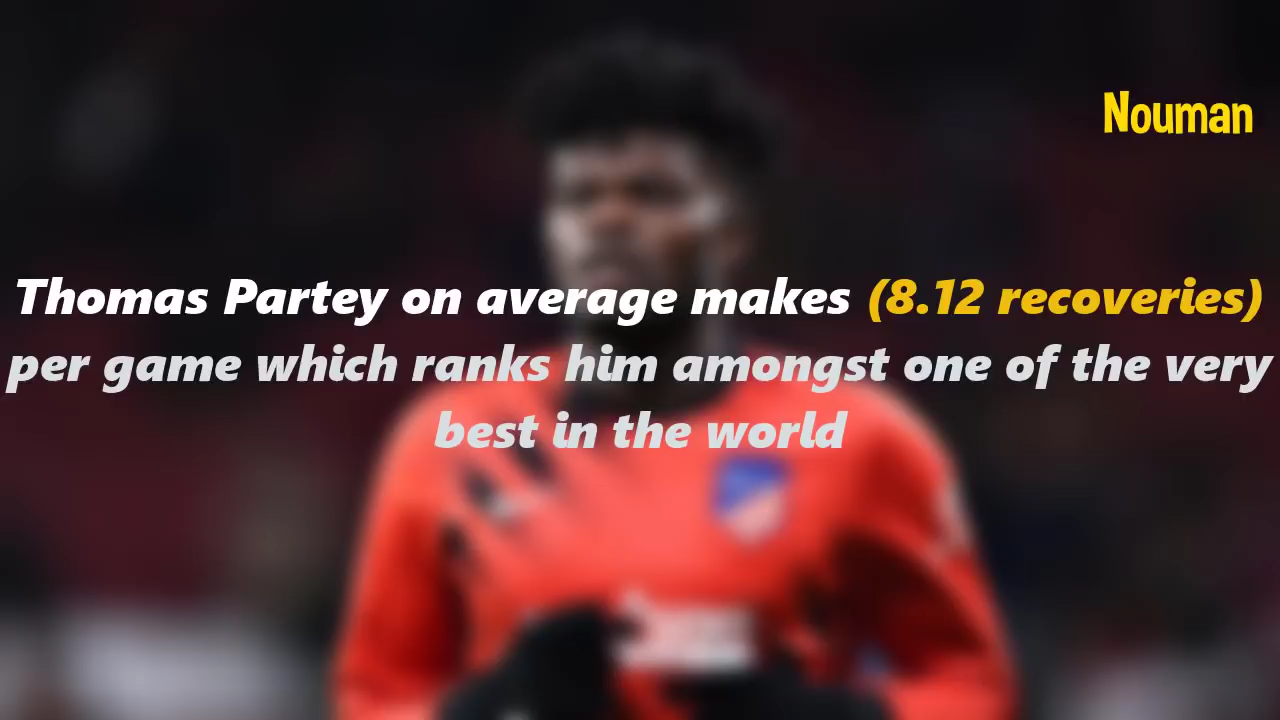 Nouman
Thomas Partey on average makes (8.12 recoveries)
per game which ranks him amongst one of the very
best in the world